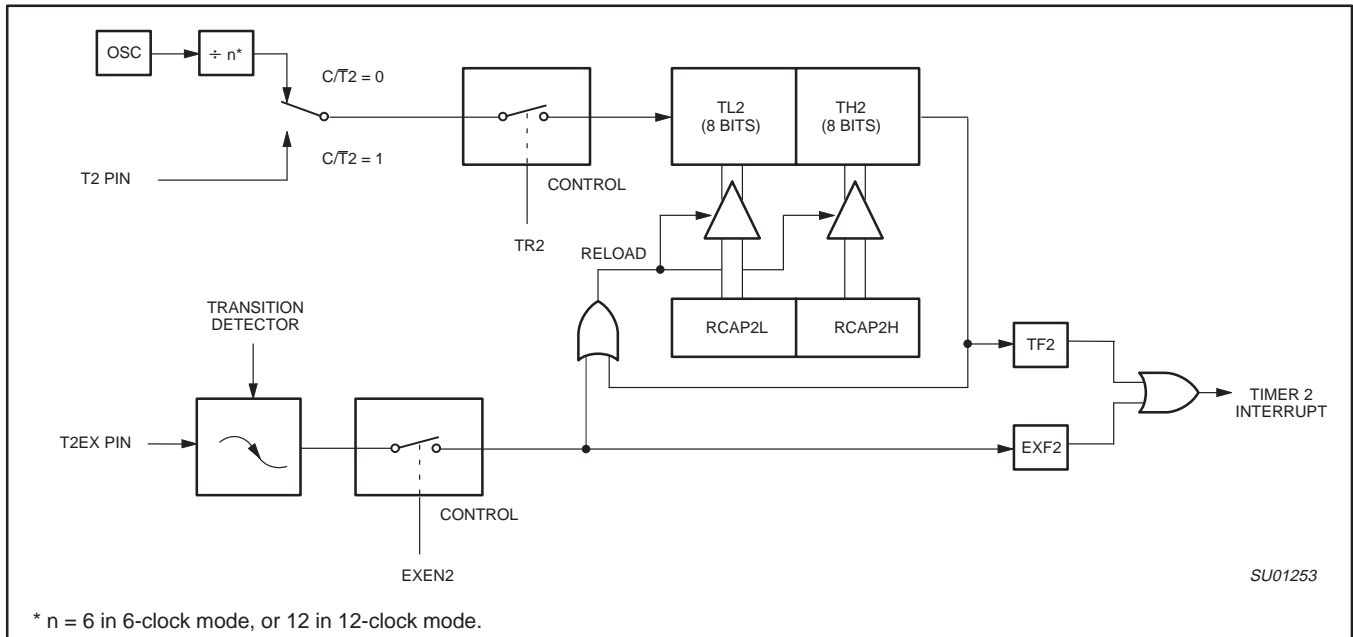 OSC
÷ n*
C/T̅2 = 0
TL2
(8 BITS)
TH2
(8 BITS)
C/T̅2 = 1
T2 PIN
CONTROL
TR2
RELOAD
TRANSITION
DETECTOR
RCAP2L
RCAP2H
TF2
TIMER 2
INTERRUPT
T2EX PIN
EXF2
CONTROL
EXEN2
SU01253
* n = 6 in 6-clock mode, or 12 in 12-clock mode.